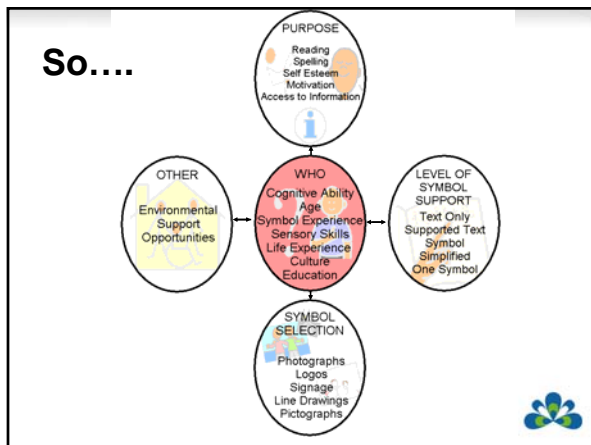 So....
PURPOSE
Reading
Spelling
Self Esteem
Motivation
Access to Information
OTHER
Environmental
Support
Opportunities
WHO
Cognitive Ability
Age
Symbol Experience
Sensory Skills
Life Experience
Culture
Education
LEVEL OF
SYMBOL
SUPPORT
Text Only
Supported Text
Symbol
Simplified
One Symbol
SYMBOL
SELECTION
Photographs
Logos
Signage
Line Drawings
Pictographs